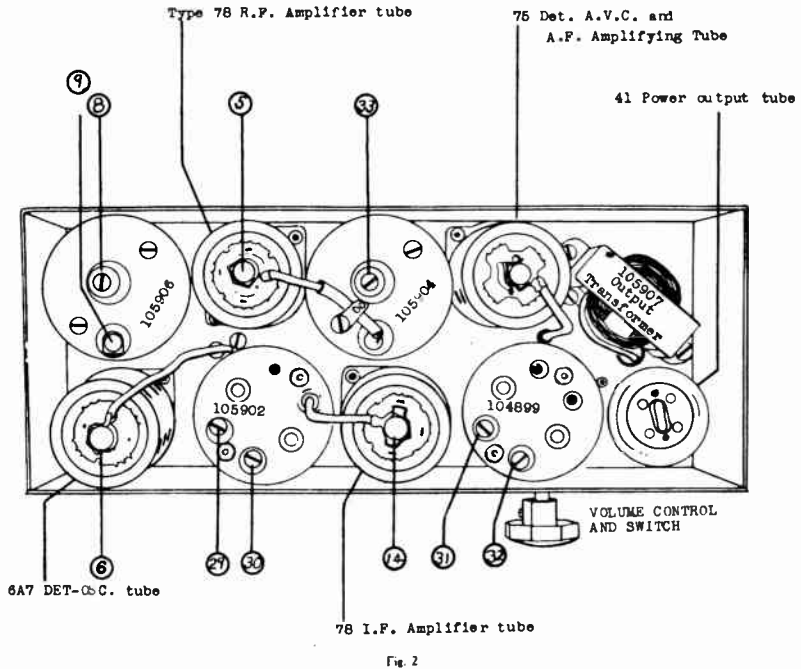 Type 78 R.F. Amplifier tube
75 Det. A.V.C. and
A.F. Amplifying Tube
41 Power output tube
9
8
5
33
105906
105904
105907
Output
Transformer
105902
104899
6
29
30
14
31
32
VOLUME CONTROL
AND SWITCH
6A7 DET-OSC. tube
78 I.F. Amplifier tube
Fig. 2